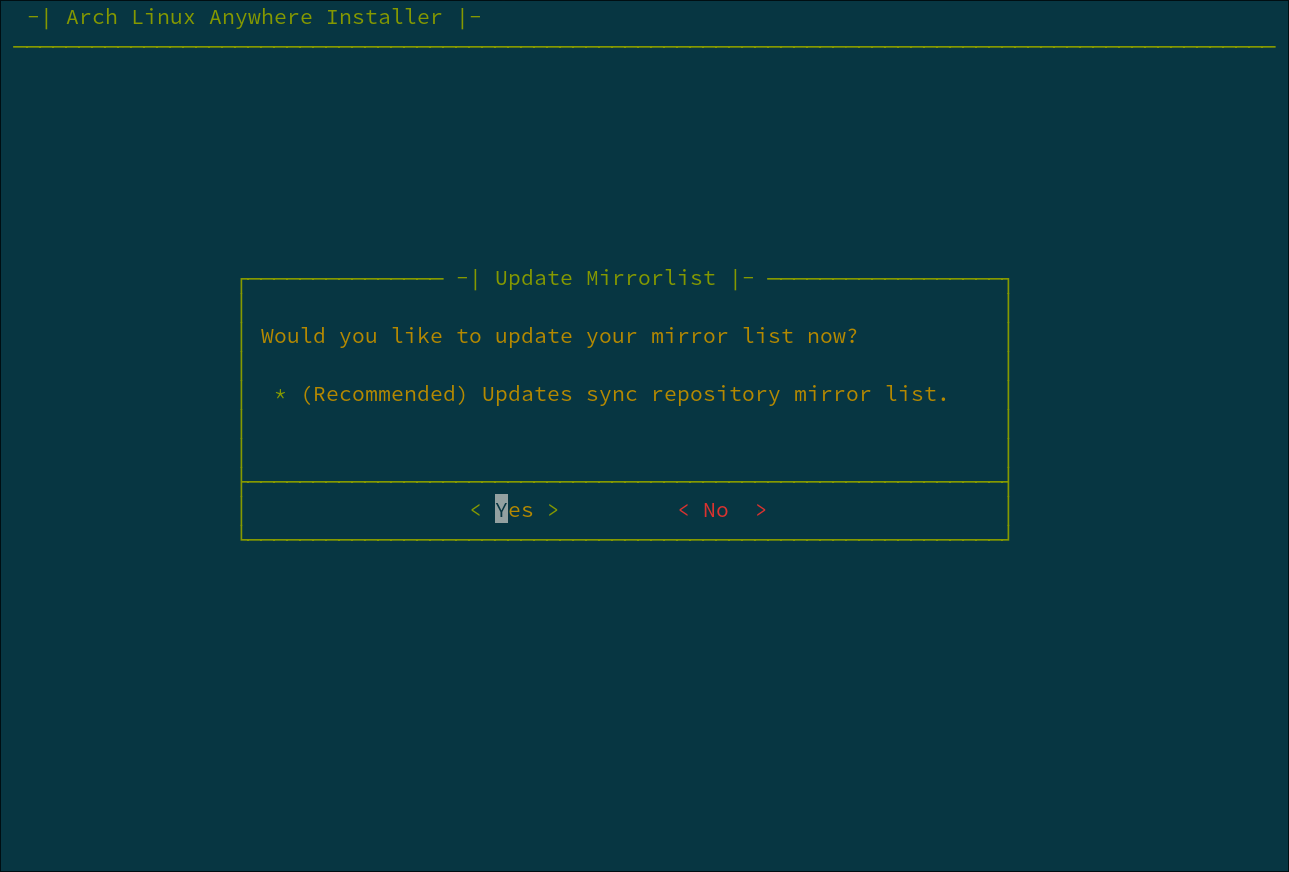 -| Arch Linux Anywhere Installer |-
-| Update Mirrorlist |-
Would you like to update your mirror list now?
* (Recommended) Updates sync repository mirror list.
< Yes > < No >